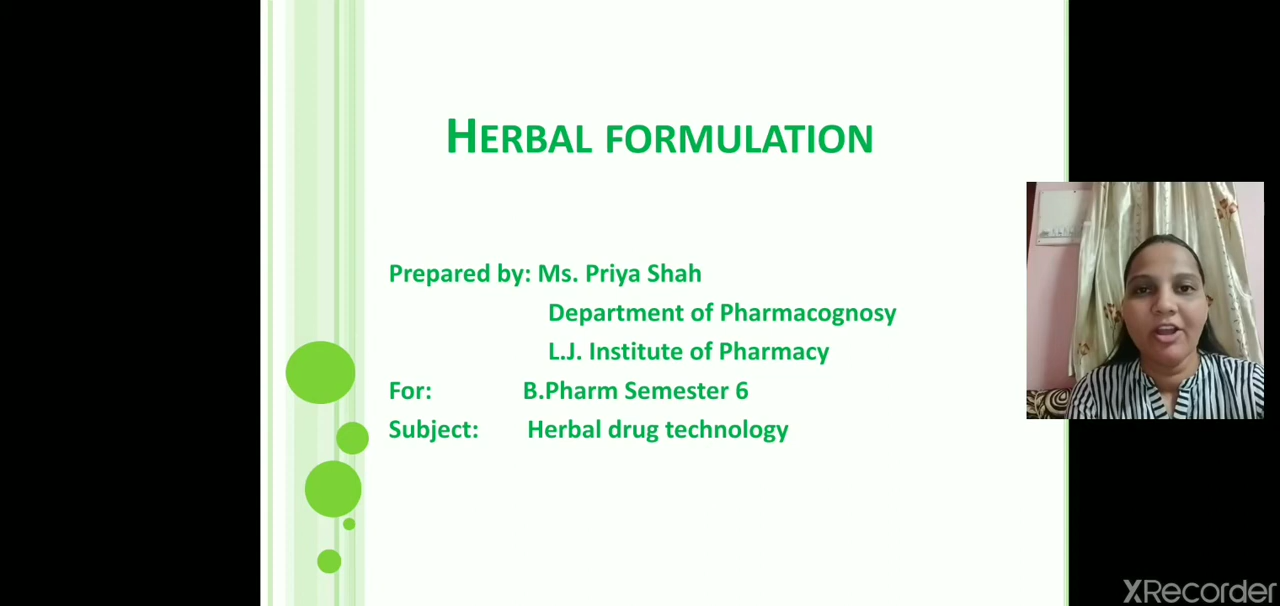 HERBAL FORMULATION
Prepared by: Ms. Priya Shah
Department of Pharmacognosy
L.J. Institute of Pharmacy
For: B.Pharm Semester 6
Subject: Herbal drug technology
XRecorder